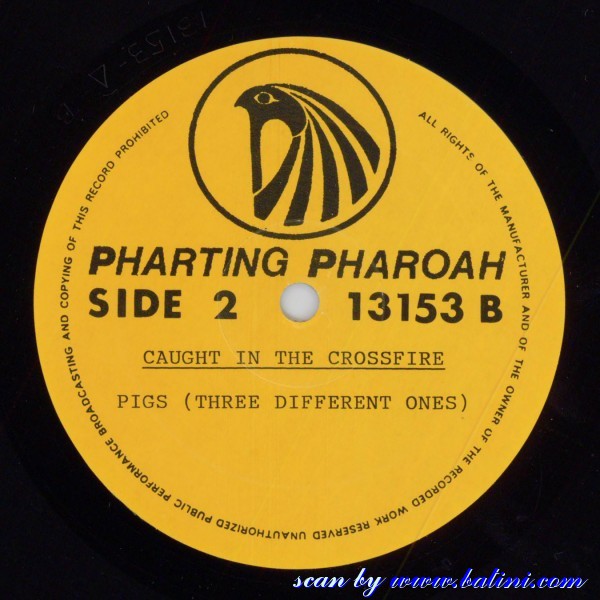 13153-A
ALL RIGHTS OF THE MANUFACTURER AND OF THE OWNER OF THE RECORDED WORK RESERVED UNAUTHORIZED PUBLIC PERFORMANCE BROADCASTING AND COPYING OF THIS RECORD PROHIBITED
PHARTING PHAROAH
SIDE 2 13153 B
CAUGHT IN THE CROSSFIRE
PIGS (THREE DIFFERENT ONES)
scan by www.batini.com